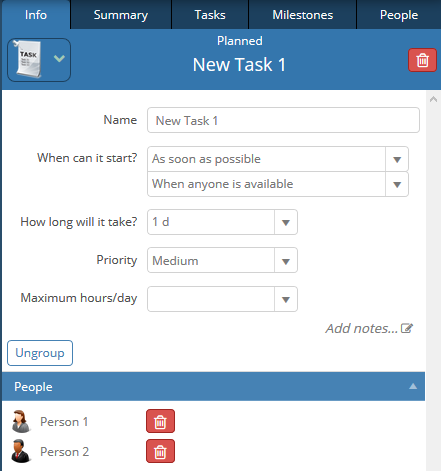 Info Summary Tasks Milestones People
TASK
Planned
New Task 1
Name New Task 1
When can it start? As soon as possible
When anyone is available
How long will it take? 1 d
Priority Medium
Maximum hours/day
Add notes...
Ungroup
People
Person 1
Person 2